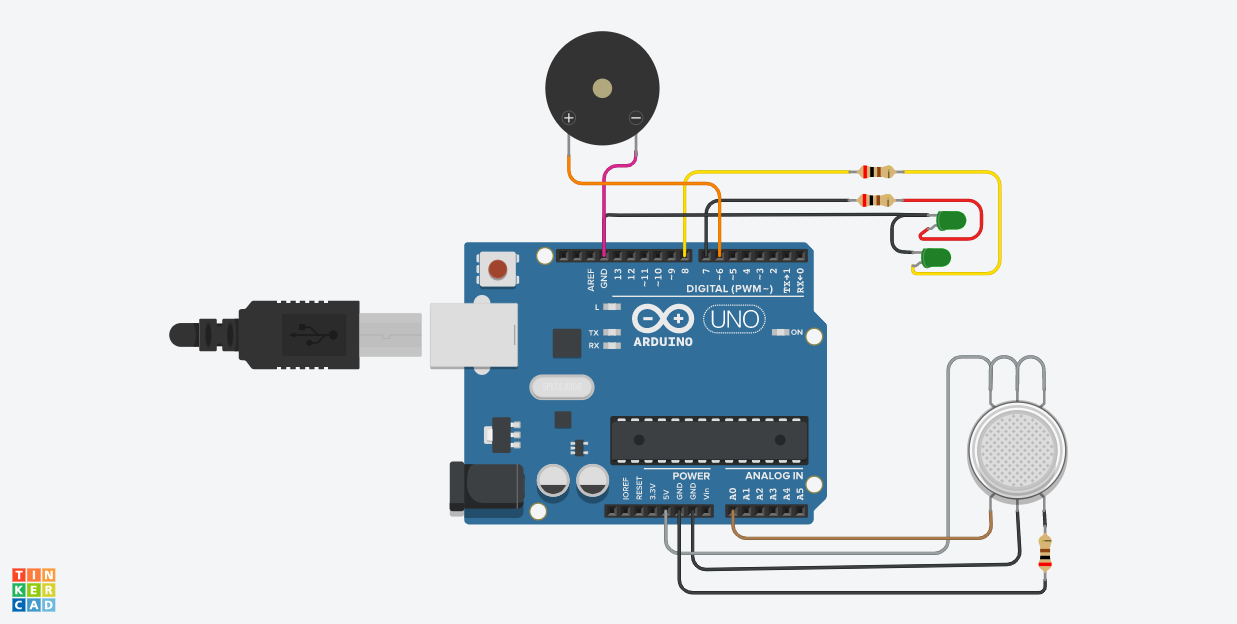 + −
AREF
GND
13
12
~11
~10
~9
8
7
~6
~5
4
~3
2
TX→1
RX←0
DIGITAL (PWM~)
L
TX
RX
UNO
ON
ARDUINO
POWER
ANALOG IN
IOREF
RESET
3.3V
5V
GND
GND
Vin
A0
A1
A2
A3
A4
A5
TIN
KER
CAD